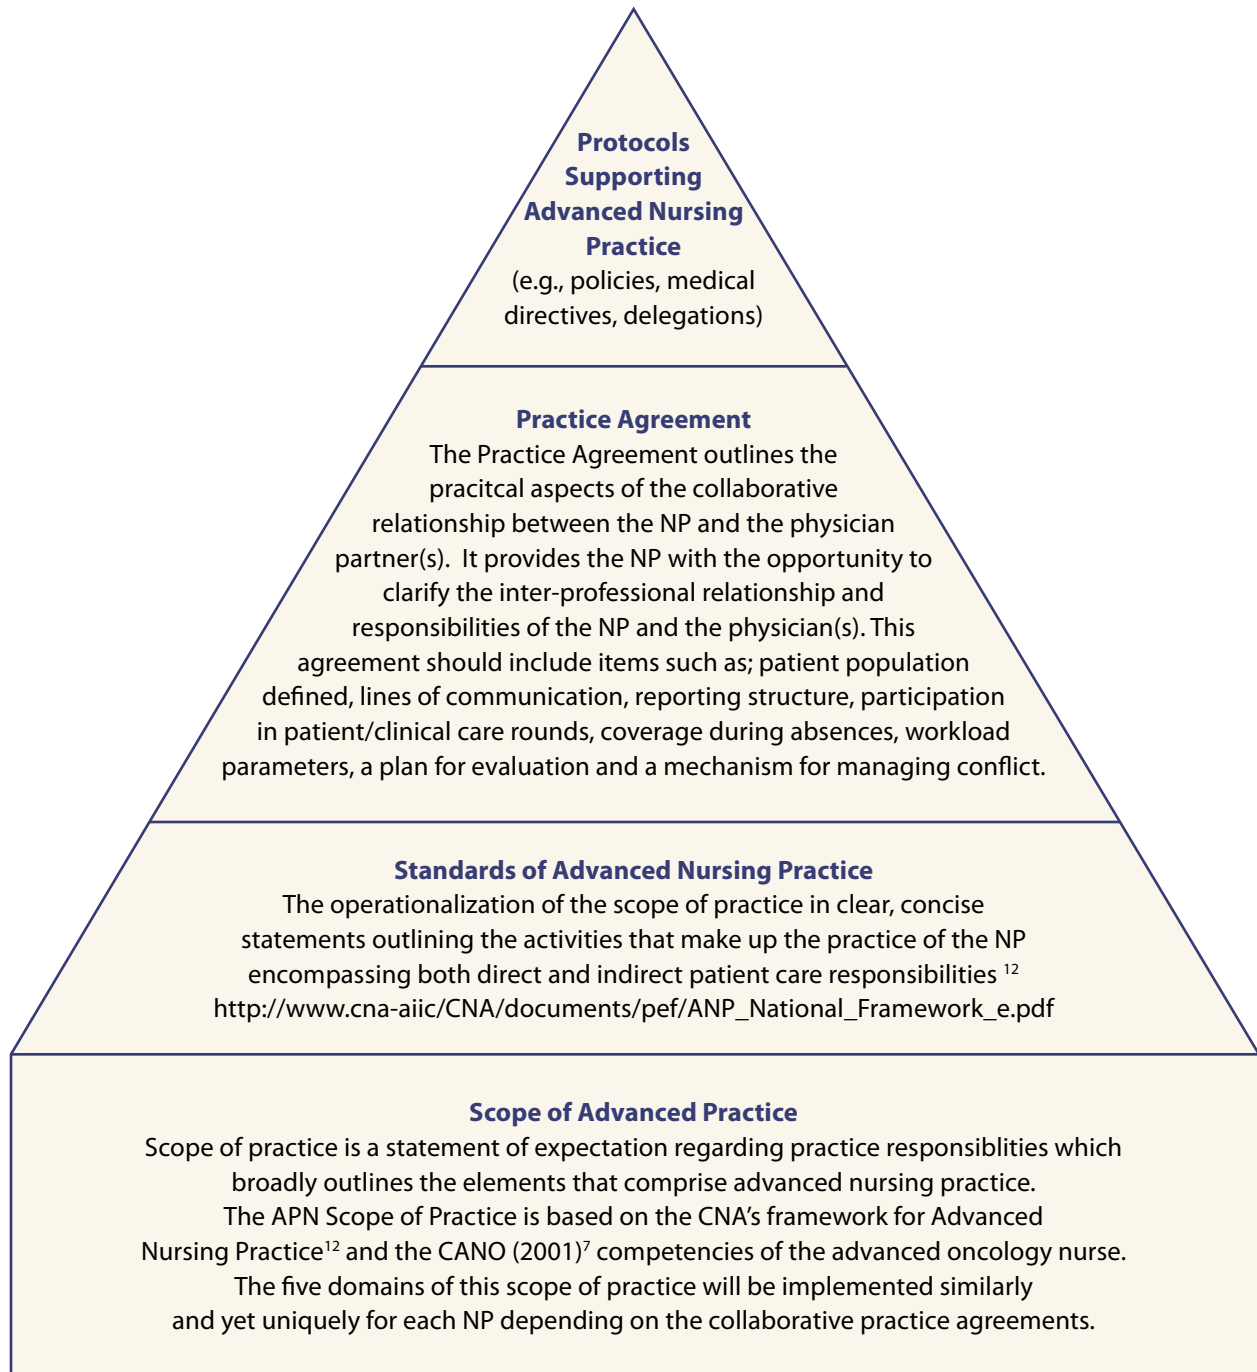 Protocols
Supporting
Advanced Nursing
Practice
(e.g., policies, medical
directives, delegations)
Practice Agreement
The Practice Agreement outlines the
pracitcal aspects of the collaborative
relationship between the NP and the physician
partner(s).  It provides the NP with the opportunity to
clarify the inter-professional relationship and
responsibilities of the NP and the physician(s). This
agreement should include items such as; patient population
defined, lines of communication, reporting structure, participation
in patient/clinical care rounds, coverage during absences, workload
parameters, a plan for evaluation and a mechanism for managing conflict.
Standards of Advanced Nursing Practice
The operationalization of the scope of practice in clear, concise
statements outlining the activities that make up the practice of the NP
encompassing both direct and indirect patient care responsibilities ¹²
http://www.cna-aiic/CNA/documents/pef/ANP_National_Framework_e.pdf
Scope of Advanced Practice
Scope of practice is a statement of expectation regarding practice responsiblities which
broadly outlines the elements that comprise advanced nursing practice.
The APN Scope of Practice is based on the CNA's framework for Advanced
Nursing Practice¹² and the CANO (2001)⁷ competencies of the advanced oncology nurse.
The five domains of this scope of practice will be implemented similarly
and yet uniquely for each NP depending on the collaborative practice agreements.